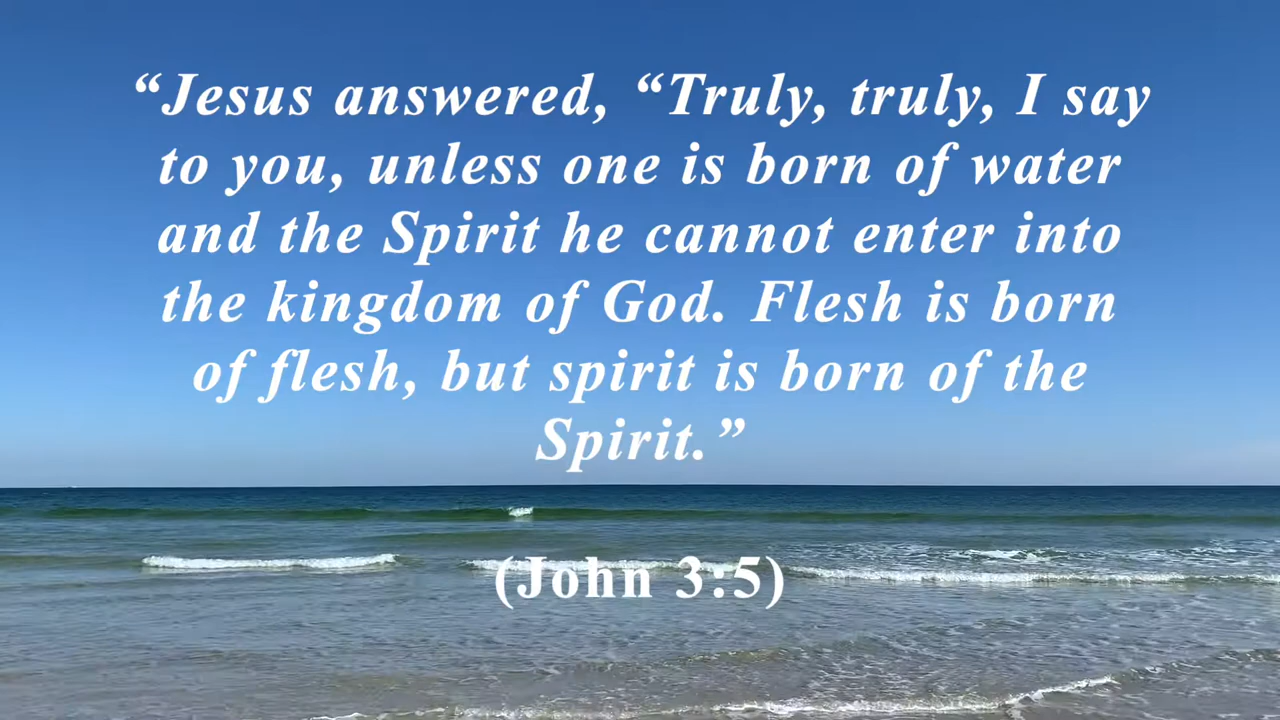 “Jesus answered, “Truly, truly, I say
to you, unless one is born of water
and the Spirit he cannot enter into
the kingdom of God. Flesh is born
of flesh, but spirit is born of the
Spirit.”
(John 3:5)